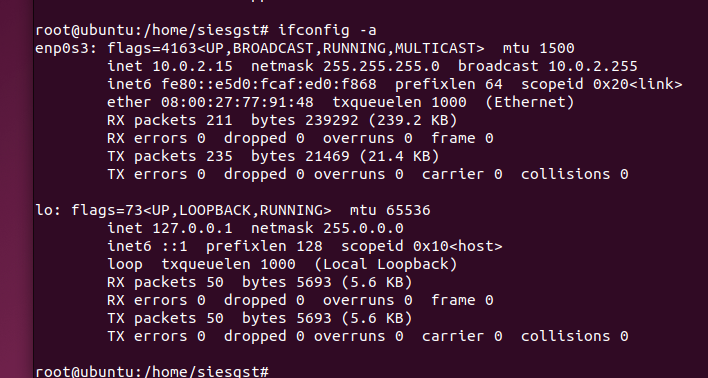 root@ubuntu:/home/siesgst# ifconfig -a
enp0s3: flags=4163<UP,BROADCAST,RUNNING,MULTICAST>  mtu 1500
        inet 10.0.2.15  netmask 255.255.255.0  broadcast 10.0.2.255
        inet6 fe80::e5d0:fcaf:ed0:f868  prefixlen 64  scopeid 0x20<link>
        ether 08:00:27:77:91:48  txqueuelen 1000  (Ethernet)
        RX packets 211  bytes 239292 (239.2 KB)
        RX errors 0  dropped 0  overruns 0  frame 0
        TX packets 235  bytes 21469 (21.4 KB)
        TX errors 0  dropped 0 overruns 0  carrier 0  collisions 0

lo: flags=73<UP,LOOPBACK,RUNNING>  mtu 65536
        inet 127.0.0.1  netmask 255.0.0.0
        inet6 ::1  prefixlen 128  scopeid 0x10<host>
        loop  txqueuelen 1000  (Local Loopback)
        RX packets 50  bytes 5693 (5.6 KB)
        RX errors 0  dropped 0  overruns 0  frame 0
        TX packets 50  bytes 5693 (5.6 KB)
        TX errors 0  dropped 0 overruns 0  carrier 0  collisions 0

root@ubuntu:/home/siesgst#